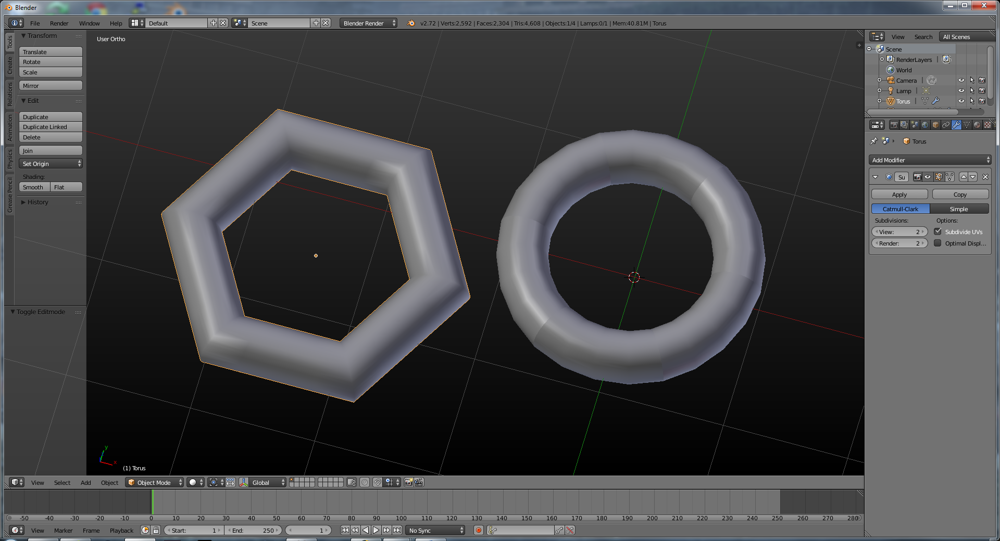 Blender
File Render Window Help Default Scene Blender Render v2.72 | Verts:2,592 | Faces:2,304 | Tris:4,608 | Objects:1/4 | Lamps:0/1 | Mem:40.81M | Torus
Tools
Create
Relations
Animation
Physics
Grease Pencil
Transform
Translate
Rotate
Scale
Mirror
Edit
Duplicate
Duplicate Linked
Delete
Join
Set Origin
Shading:
Smooth Flat
History
Toggle Editmode
User Ortho
y
x
(1) Torus
View Search All Scenes
Scene
RenderLayers |
World
Camera |
Lamp |
Torus |
Torus
Add Modifier
Su
Apply Copy
Catmull-Clark Simple
Subdivisions: Options:
View: 2 Subdivide UVs
Render: 2 Optimal Displ...
View Select Add Object Object Mode Global
-50 -40 -30 -20 -10 0 10 20 30 40 50 60 70 80 90 100 110 120 130 140 150 160 170 180 190 200 210 220 230 240 250 260 270 280
View Marker Frame Playback Start: 1 End: 250 1 No Sync